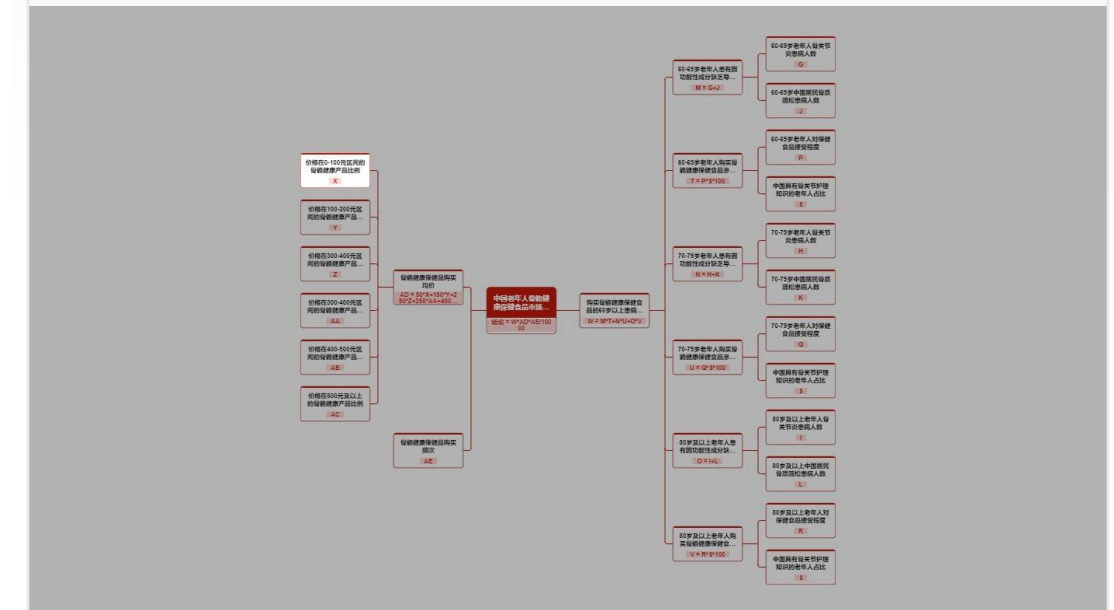 60-69岁老年人骨关节
炎患病人数
G
60-69岁老年人患有因
功能性成分缺乏导...
M = G+J
60-69岁中国居民骨质
疏松患病人数
J
60-69岁老年人对保健
食品接受程度
P
60-69岁老年人购买骨
骼健康保健食品渗...
T = P*S*100
中国具有骨关节护理
知识的老年人占比
S
70-79岁老年人骨关节
炎患病人数
H
70-79岁老年人患有因
功能性成分缺乏导...
N = H+K
70-79岁中国居民骨质
疏松患病人数
K
70-79岁老年人对保健
食品接受程度
Q
70-79岁老年人购买骨
骼健康保健食品渗...
U = Q*S*100
中国具有骨关节护理
知识的老年人占比
S
80岁及以上老年人骨
关节炎患病人数
I
80岁及以上老年人患
有因功能性成分缺...
O = I+L
80岁及以上中国居民
骨质疏松患病人数
L
80岁及以上老年人对
保健食品接受程度
R
80岁及以上老年人购
买骨骼健康保健食...
V = R*S*100
中国具有骨关节护理
知识的老年人占比
S
价格在0-100元区间的
骨骼健康产品比例
X
价格在100-200元区
间的骨骼健康产品...
Y
价格在300-400元区
间的骨骼健康产品...
Z
价格在300-400元区
间的骨骼健康产品...
AA
价格在400-500元区
间的骨骼健康产品...
AB
价格在500元及以上
的骨骼健康产品比例
AC
骨骼健康保健品购买
均价
AD = 50*X+150*Y+2
50*Z+350*AA+450...
骨骼健康保健品购买
频次
AE
中国老年人骨骼健
康保健食品市场...
结论 = W*AD*AE/100
00
购买骨骼健康保健食
品的60岁以上患病...
W = M*T+N*U+O*V